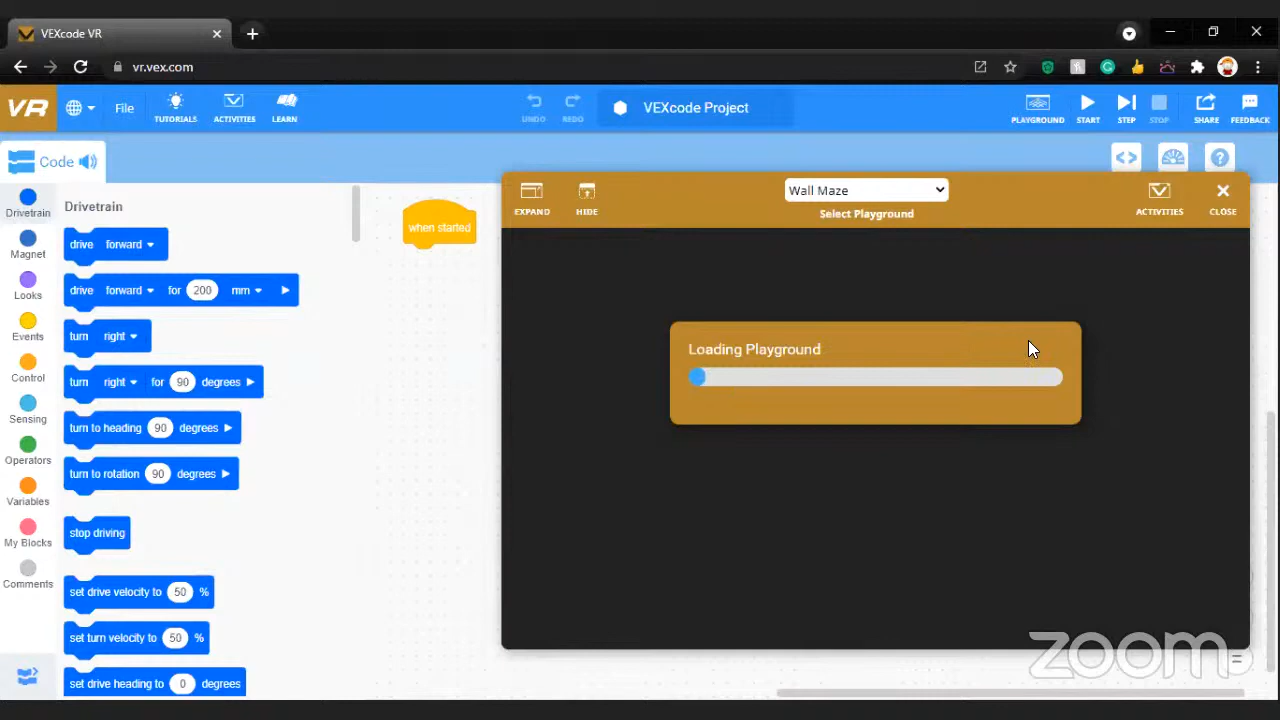 VEXcode VR
vr.vex.com
VR
File
TUTORIALS
ACTIVITIES
LEARN
UNDO
REDO
VEXcode Project
PLAYGROUND
START
STEP
STOP
SHARE
FEEDBACK
Code
Drivetrain
Magnet
Looks
Events
Control
Sensing
Operators
Variables
My Blocks
Comments
Drivetrain
drive forward
drive forward for 200 mm
turn right
turn right for 90 degrees
turn to heading 90 degrees
turn to rotation 90 degrees
stop driving
set drive velocity to 50 %
set turn velocity to 50 %
set drive heading to 0 degrees
when started
EXPAND
HIDE
Wall Maze
Select Playground
ACTIVITIES
CLOSE
Loading Playground
zoom